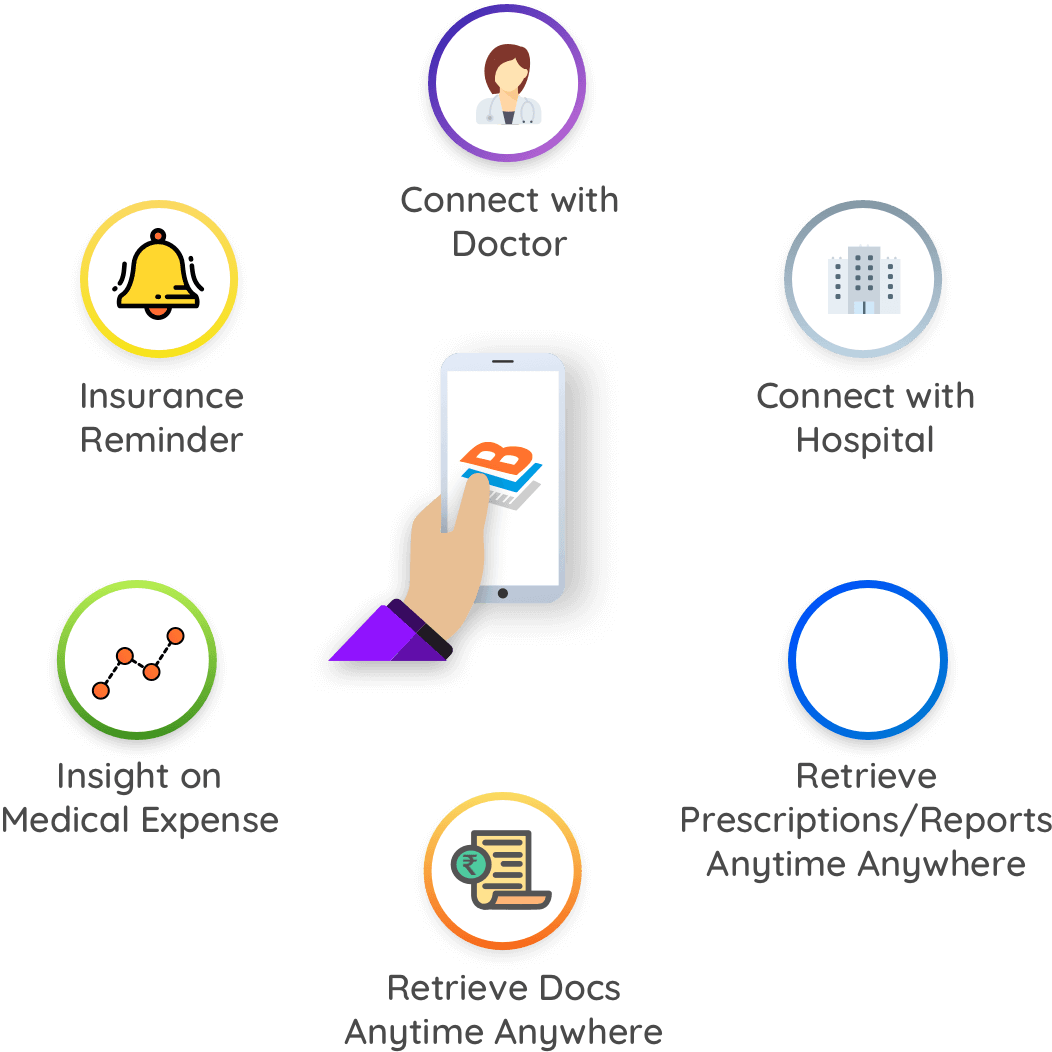 Connect with
Doctor
Insurance
Reminder
Connect with
Hospital
B
Insight on
Medical Expense
Retrieve
Prescriptions/Reports
Anytime Anywhere
₹
Retrieve Docs
Anytime Anywhere